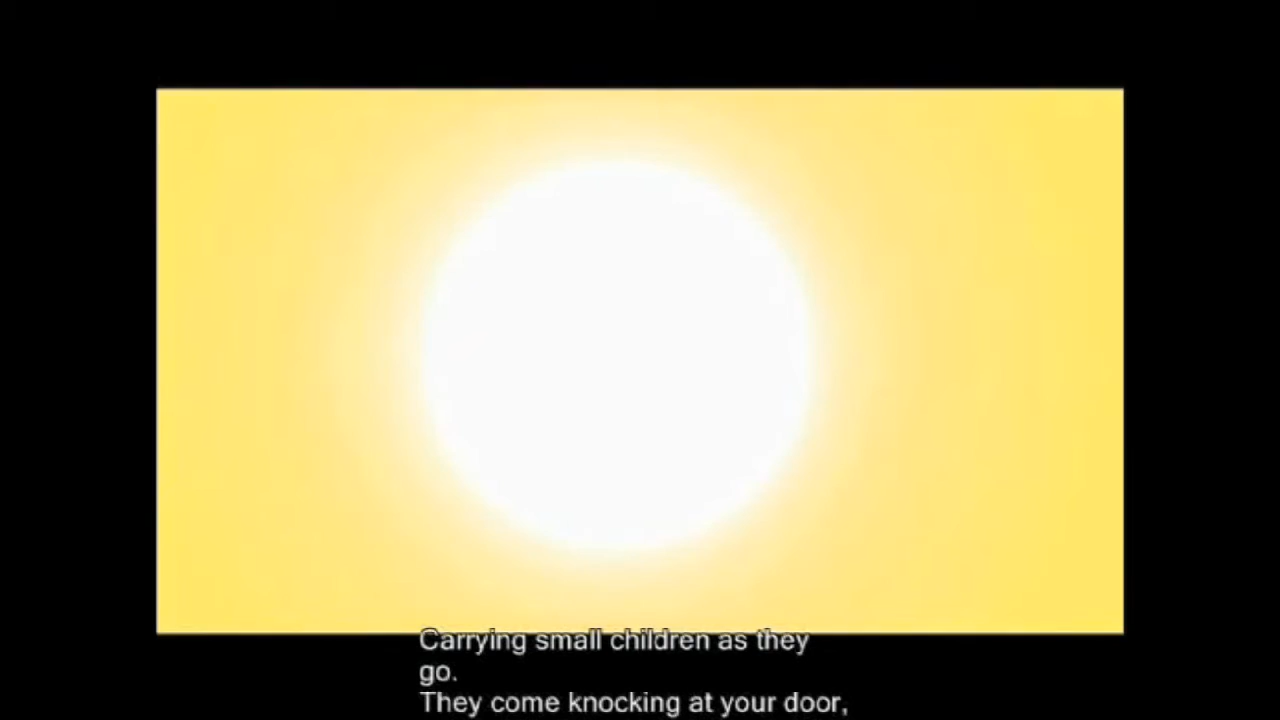 Carrying small children as they
go.
They come knocking at your door,